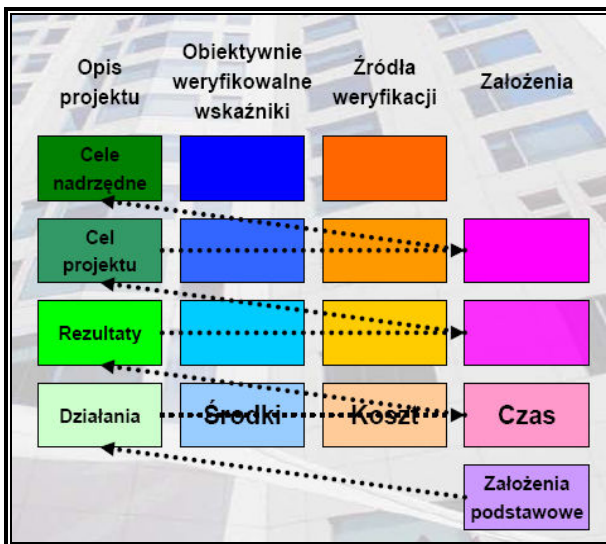 Opis
projektu
Obiektywnie
weryfikowalne
wskaźniki
Źródła
weryfikacji
Założenia
Cele
nadrzędne
Cel
projektu
Rezultaty
Działania
Środki
Koszt
Czas
Założenia
podstawowe